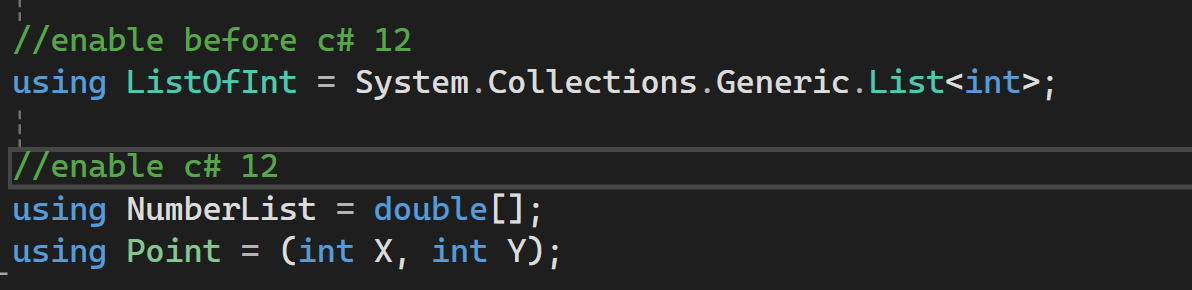 //enable before c# 12
using ListOfInt = System.Collections.Generic.List<int>;
//enable c# 12
using NumberList = double[];
using Point = (int X, int Y);